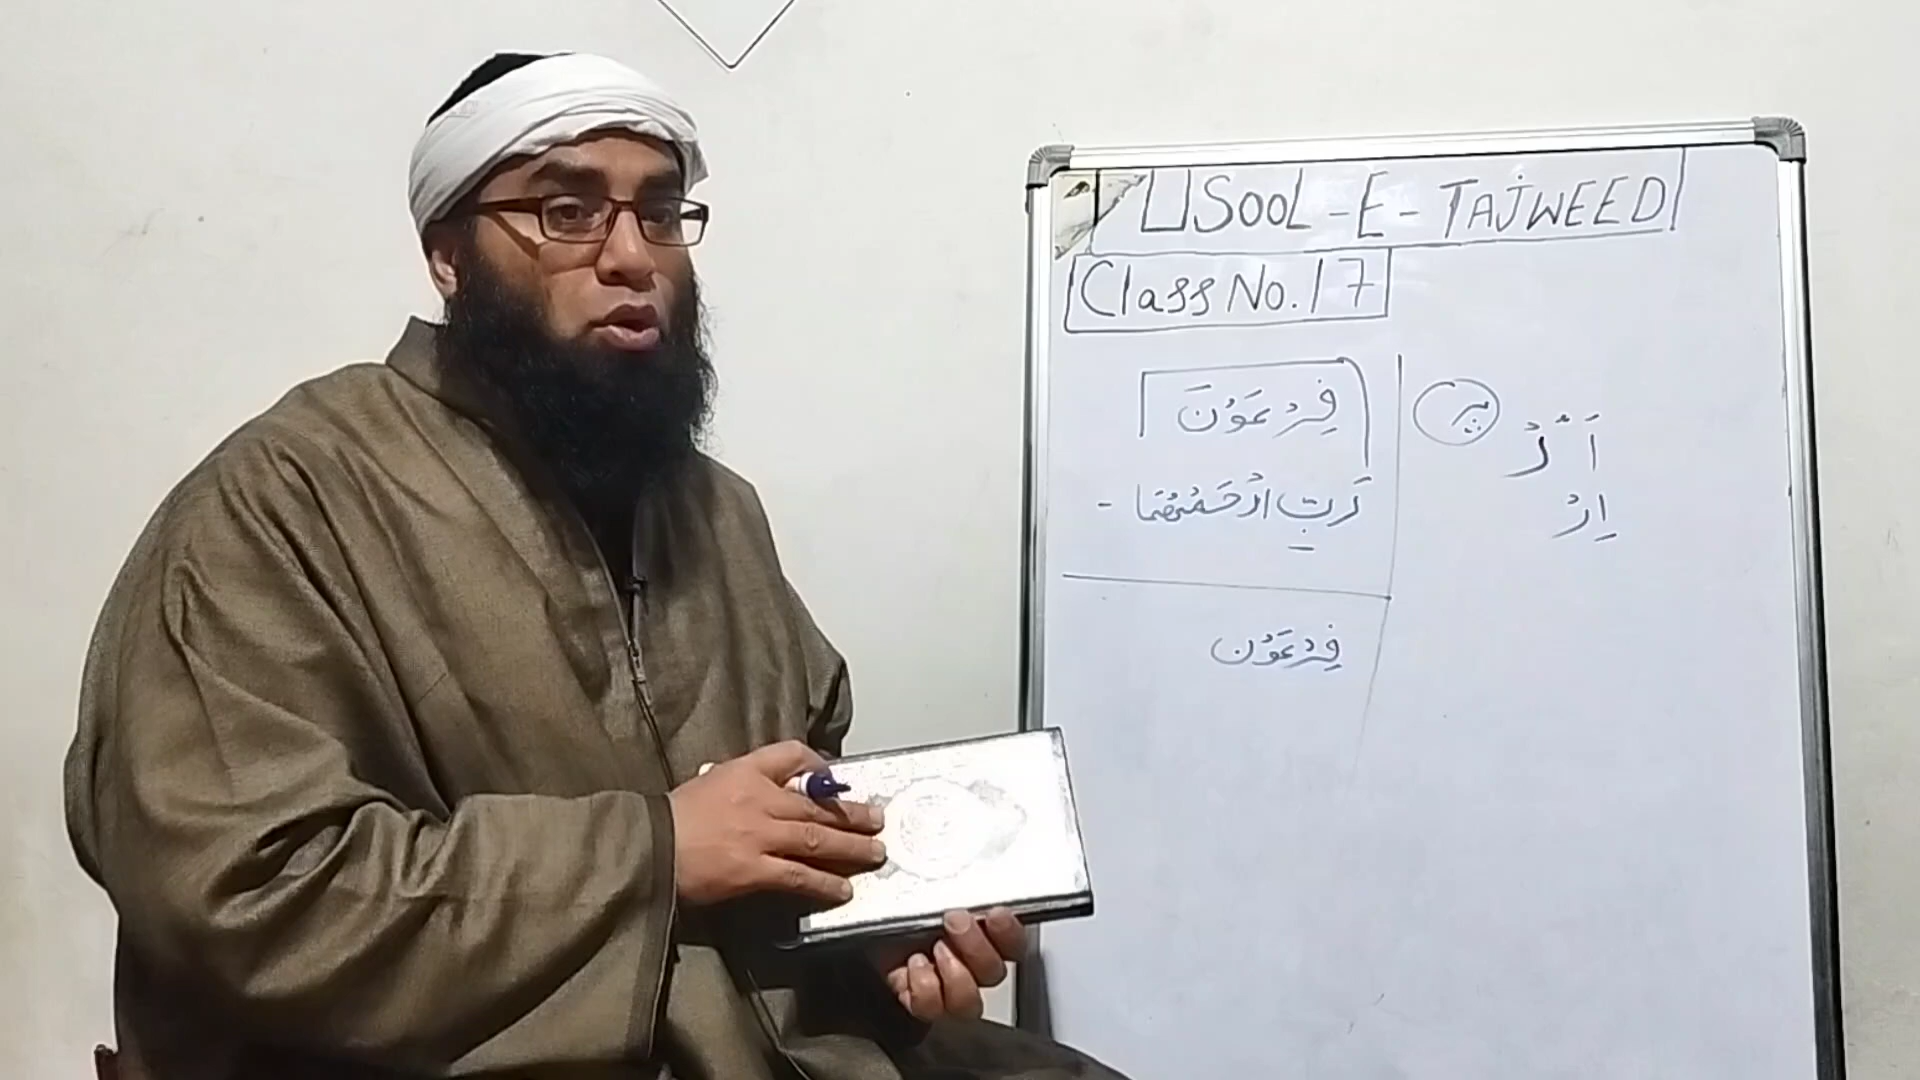 USOOL-E-TAJWEED
Class No. 17
فِرْعَوْنَ
رَبِّ ارْحَمْهُمَا -
فِرْعَوْن
اَ ُ رْ
اِرْ